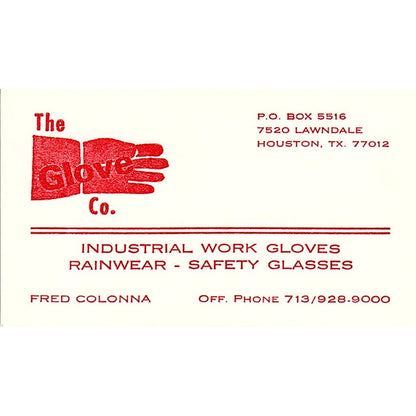 The
Glove
Co.
P.O. BOX 5516
7520 LAWNDALE
HOUSTON, TX. 77012
INDUSTRIAL WORK GLOVES
RAINWEAR - SAFETY GLASSES
FRED COLONNA
OFF. PHONE 713/928-9000